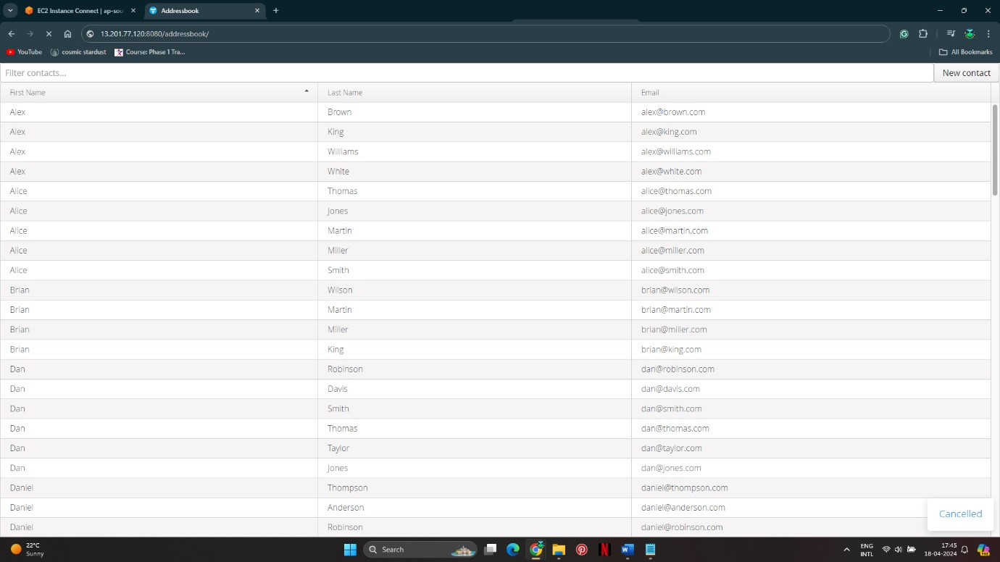 EC2 Instance Connect | ap-sou
Addressbook
13.201.77.120:8080/addressbook/
YouTube
cosmic stardust
Course: Phase 1 Tra...
All Bookmarks
Filter contacts...
New contact
First Name Last Name Email
Alex Brown alex@brown.com
Alex King alex@king.com
Alex Williams alex@williams.com
Alex White alex@white.com
Alice Thomas alice@thomas.com
Alice Jones alice@jones.com
Alice Martin alice@martin.com
Alice Miller alice@miller.com
Alice Smith alice@smith.com
Brian Wilson brian@wilson.com
Brian Martin brian@martin.com
Brian Miller brian@miller.com
Brian King brian@king.com
Dan Robinson dan@robinson.com
Dan Davis dan@davis.com
Dan Smith dan@smith.com
Dan Thomas dan@thomas.com
Dan Taylor dan@taylor.com
Dan Jones dan@jones.com
Daniel Thompson daniel@thompson.com
Daniel Anderson daniel@anderson.com
Cancelled
Daniel Robinson daniel@robinson.com
22°C
Sunny
Search
ENG
INTL
17:45
18-04-2024